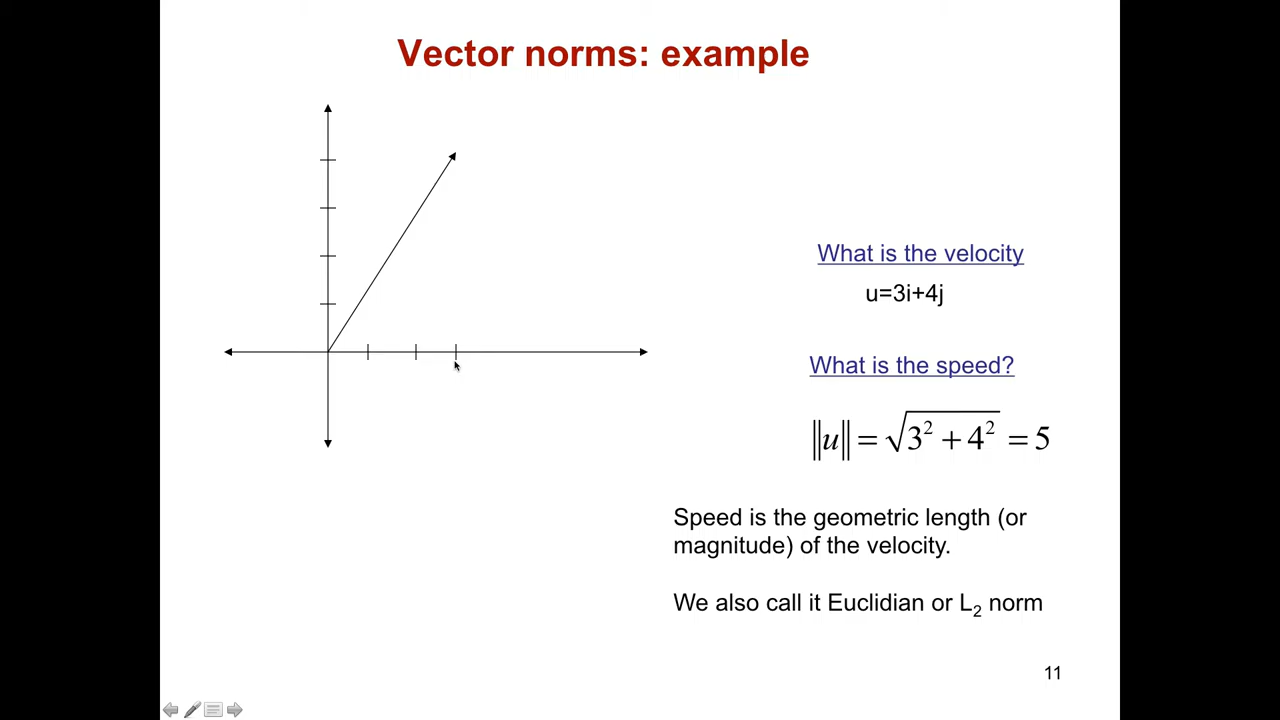 Vector norms: example
What is the velocity
u=3i+4j
What is the speed?
‖u‖ = √3² + 4² = 5
Speed is the geometric length (or
magnitude) of the velocity.
We also call it Euclidian or L₂ norm
11